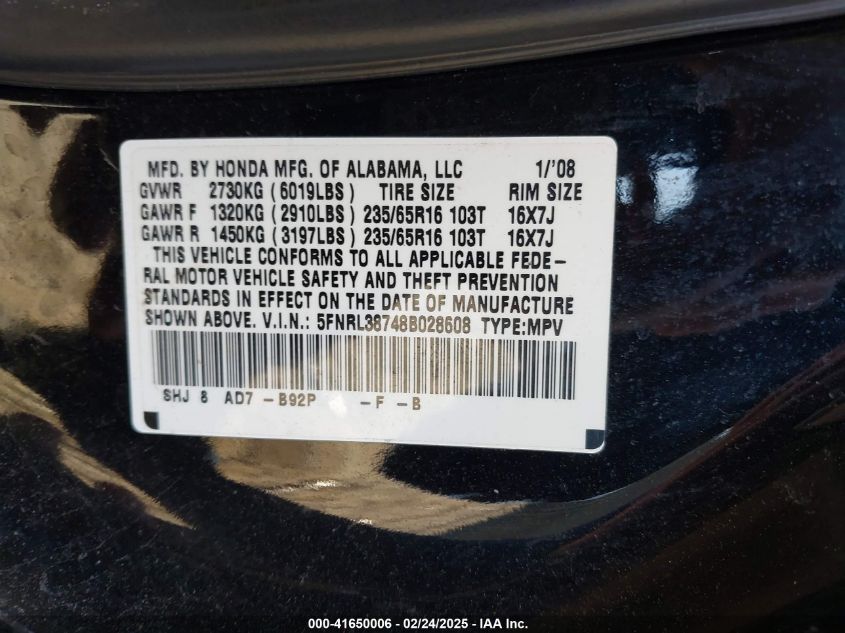 MFD. BY HONDA MFG. OF ALABAMA, LLC 1/'08
GVWR 2730KG (6019LBS) TIRE SIZE RIM SIZE
GAWR F 1320KG (2910LBS) 235/65R16 103T 16X7J
GAWR R 1450KG (3197LBS) 235/65R16 103T 16X7J
THIS VEHICLE CONFORMS TO ALL APPLICABLE FEDE-
RAL MOTOR VEHICLE SAFETY AND THEFT PREVENTION
STANDARDS IN EFFECT ON THE DATE OF MANUFACTURE
SHOWN ABOVE. V.I.N.: 5FNRL38748B028608 TYPE:MPV
SHJ 8 AD7 -B92P -F -B
000-41650006 - 02/24/2025 - IAA Inc.